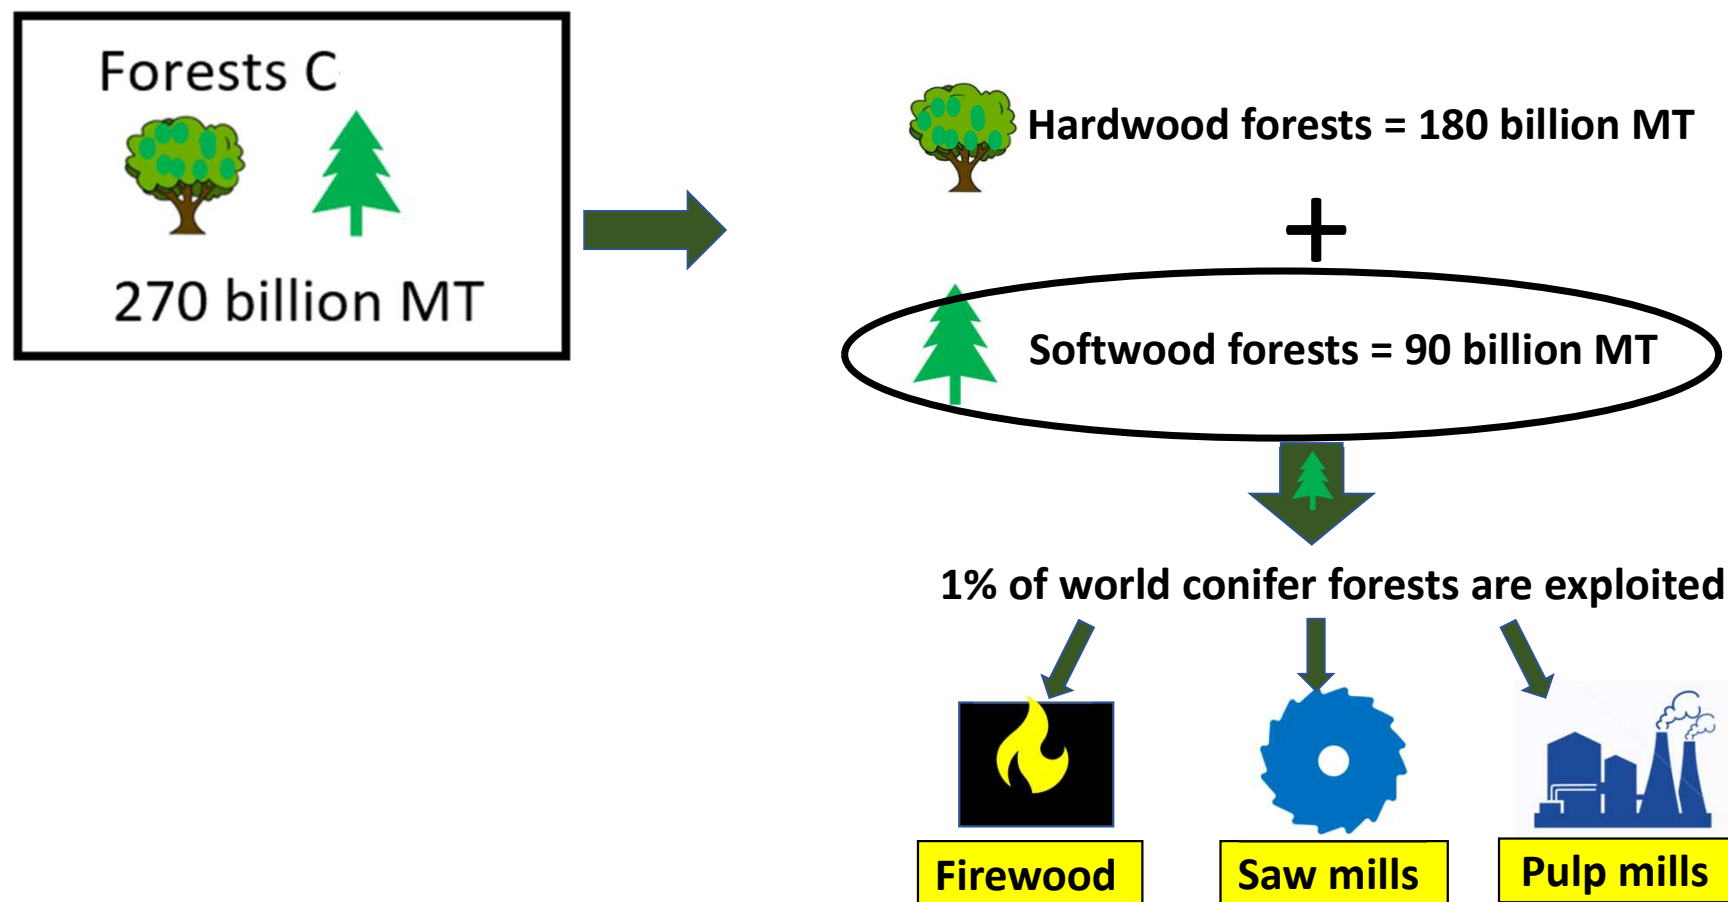 Forests C
270 billion MT
Hardwood forests = 180 billion MT
+
Softwood forests = 90 billion MT
1% of world conifer forests are exploited
Firewood
Saw mills
Pulp mills